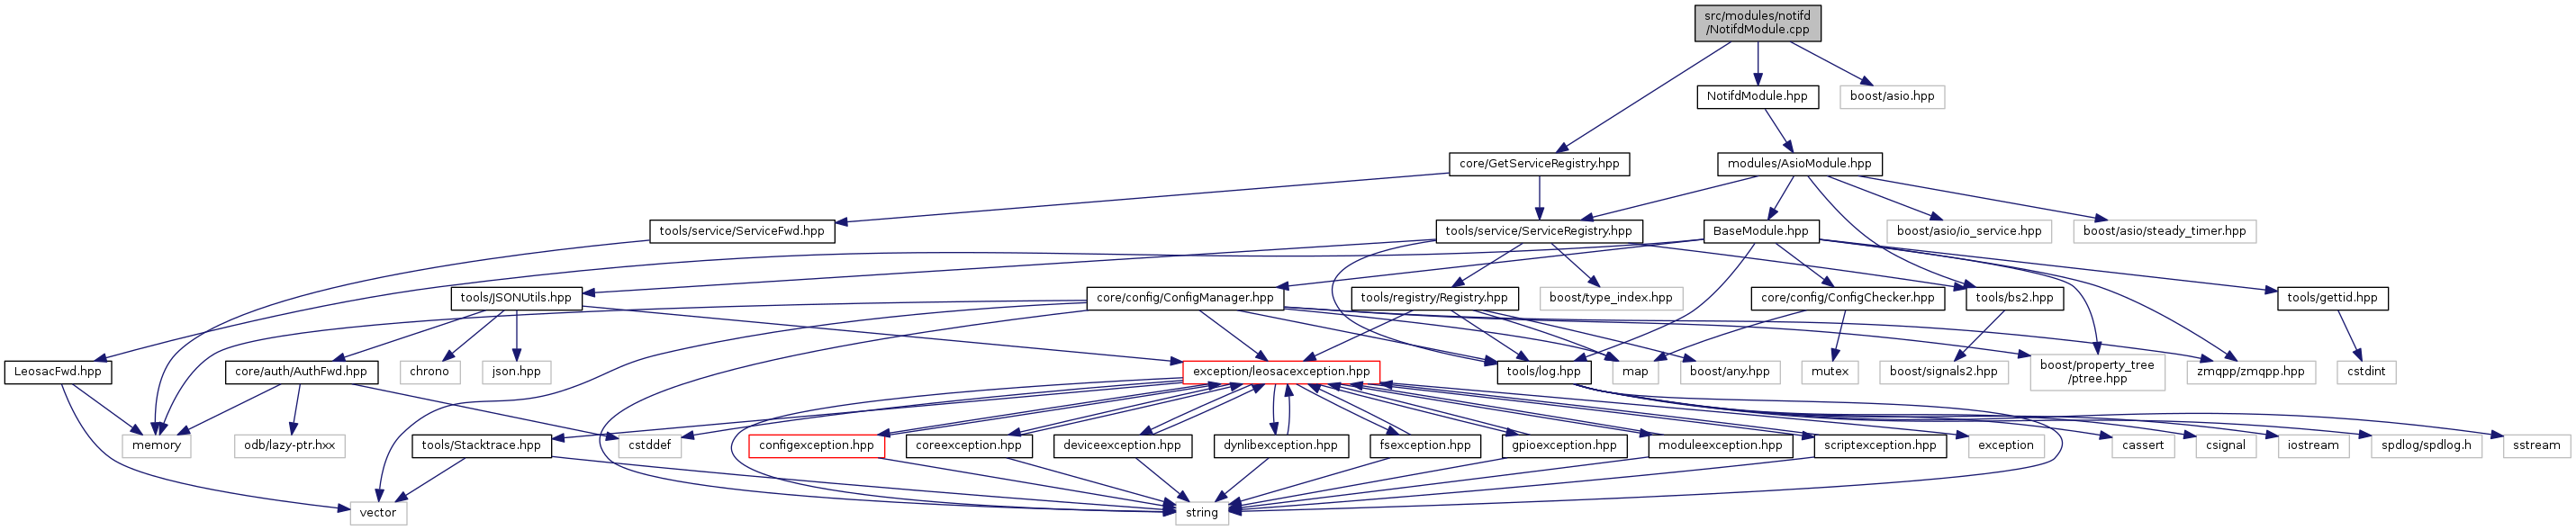 src/modules/notifd
/NotifdModule.cpp
NotifdModule.hpp
boost/asio.hpp
core/GetServiceRegistry.hpp
modules/AsioModule.hpp
tools/service/ServiceFwd.hpp
tools/service/ServiceRegistry.hpp
BaseModule.hpp
boost/asio/io_service.hpp
boost/asio/steady_timer.hpp
tools/JSONUtils.hpp
core/config/ConfigManager.hpp
tools/registry/Registry.hpp
boost/type_index.hpp
core/config/ConfigChecker.hpp
tools/bs2.hpp
tools/gettid.hpp
LeosacFwd.hpp
core/auth/AuthFwd.hpp
chrono
json.hpp
exception/leosacexception.hpp
tools/log.hpp
map
boost/any.hpp
mutex
boost/signals2.hpp
boost/property_tree
/ptree.hpp
zmqpp/zmqpp.hpp
cstdint
memory
odb/lazy-ptr.hxx
tools/Stacktrace.hpp
cstddef
configexception.hpp
coreexception.hpp
deviceexception.hpp
dynlibexception.hpp
fsexception.hpp
gpioexception.hpp
moduleexception.hpp
scriptexception.hpp
exception
cassert
csignal
iostream
spdlog/spdlog.h
sstream
vector
string